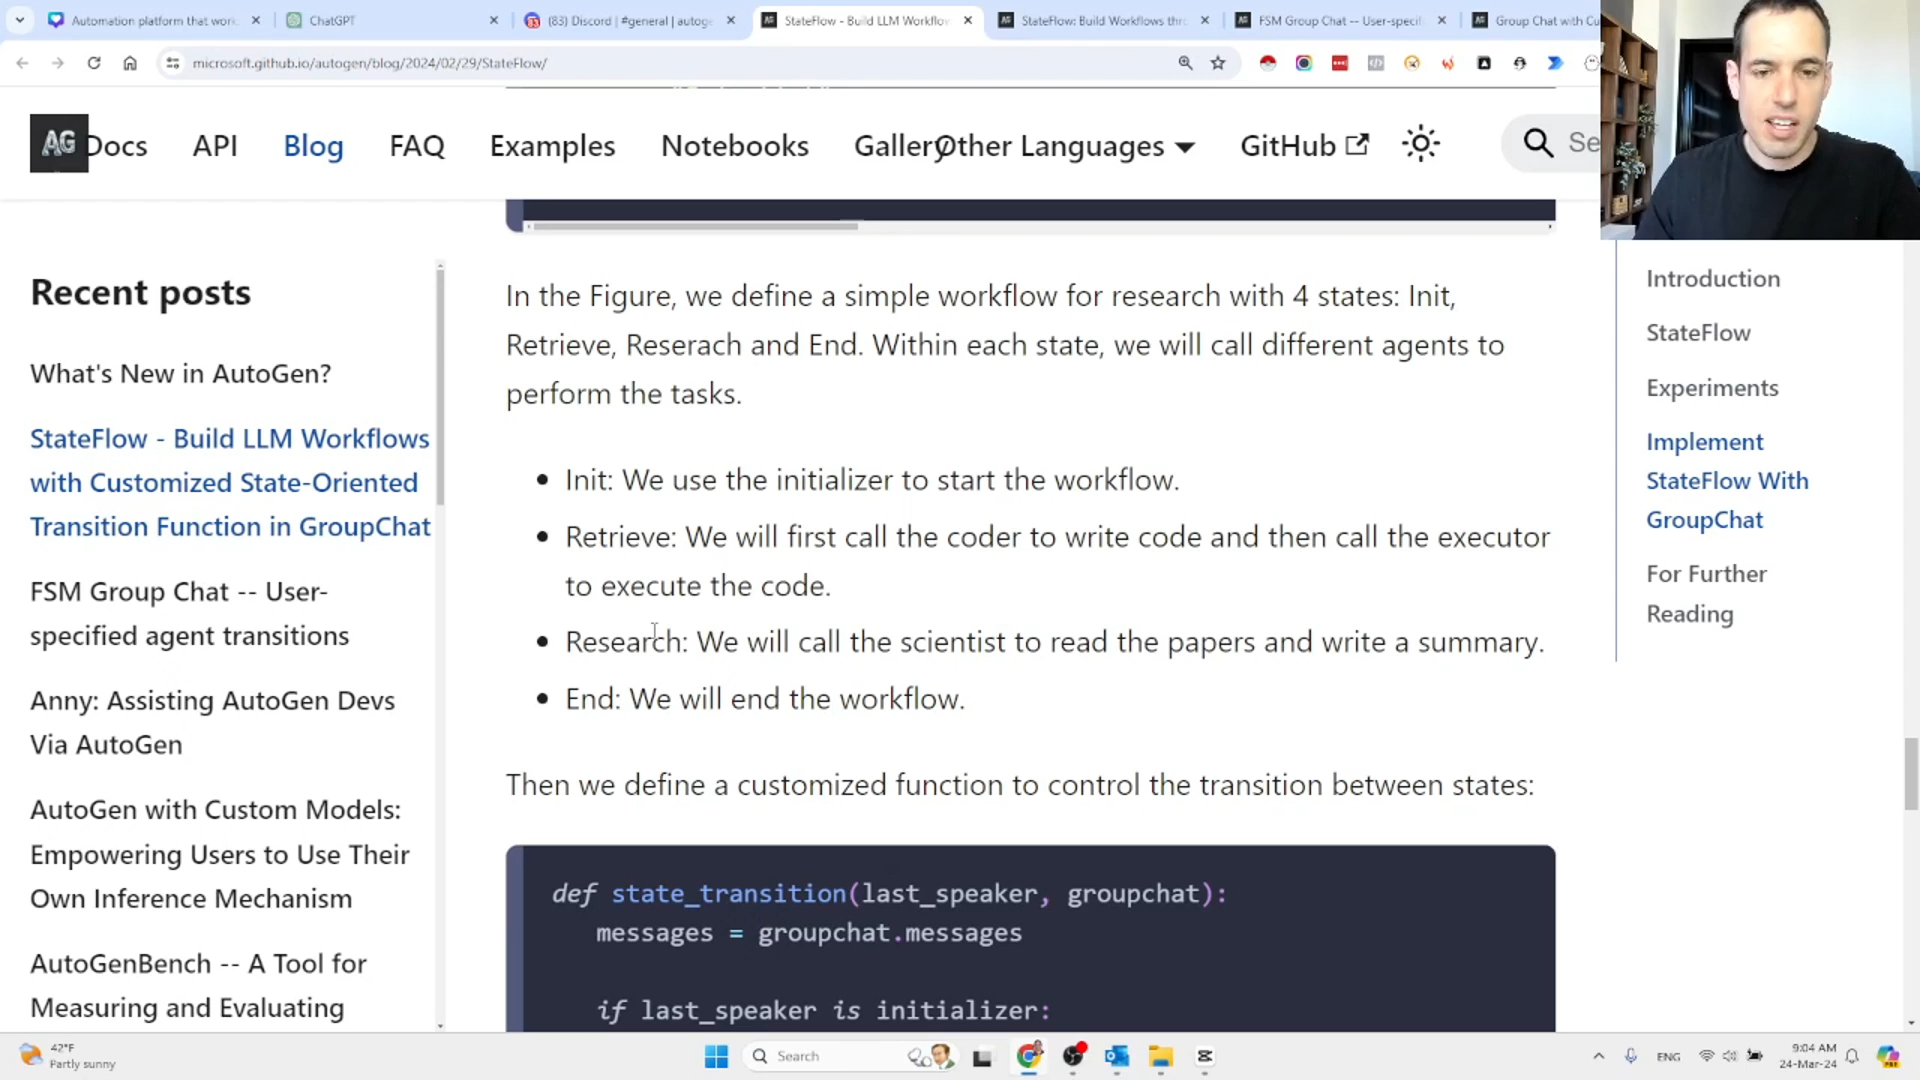 Automation platform that work
ChatGPT
(83) Discord | #general | autoge
StateFlow - Build LLM Workflow
StateFlow: Build Workflows thro
FSM Group Chat -- User-specifi
Group Chat with Cu
microsoft.github.io/autogen/blog/2024/02/29/StateFlow/
AG
Docs
API
Blog
FAQ
Examples
Notebooks
Gallery
Other Languages
GitHub
Se
Recent posts
What's New in AutoGen?
StateFlow - Build LLM Workflows
with Customized State-Oriented
Transition Function in GroupChat
FSM Group Chat -- User-
specified agent transitions
Anny: Assisting AutoGen Devs
Via AutoGen
AutoGen with Custom Models:
Empowering Users to Use Their
Own Inference Mechanism
AutoGenBench -- A Tool for
Measuring and Evaluating
In the Figure, we define a simple workflow for research with 4 states: Init,
Retrieve, Reserach and End. Within each state, we will call different agents to
perform the tasks.
Init: We use the initializer to start the workflow.
Retrieve: We will first call the coder to write code and then call the executor
to execute the code.
Research: We will call the scientist to read the papers and write a summary.
End: We will end the workflow.
Then we define a customized function to control the transition between states:
def state_transition(last_speaker, groupchat):
messages = groupchat.messages
if last_speaker is initializer:
Introduction
StateFlow
Experiments
Implement
StateFlow With
GroupChat
For Further
Reading
42°F
Partly sunny
Search
ENG
9:04 AM
24-Mar-24